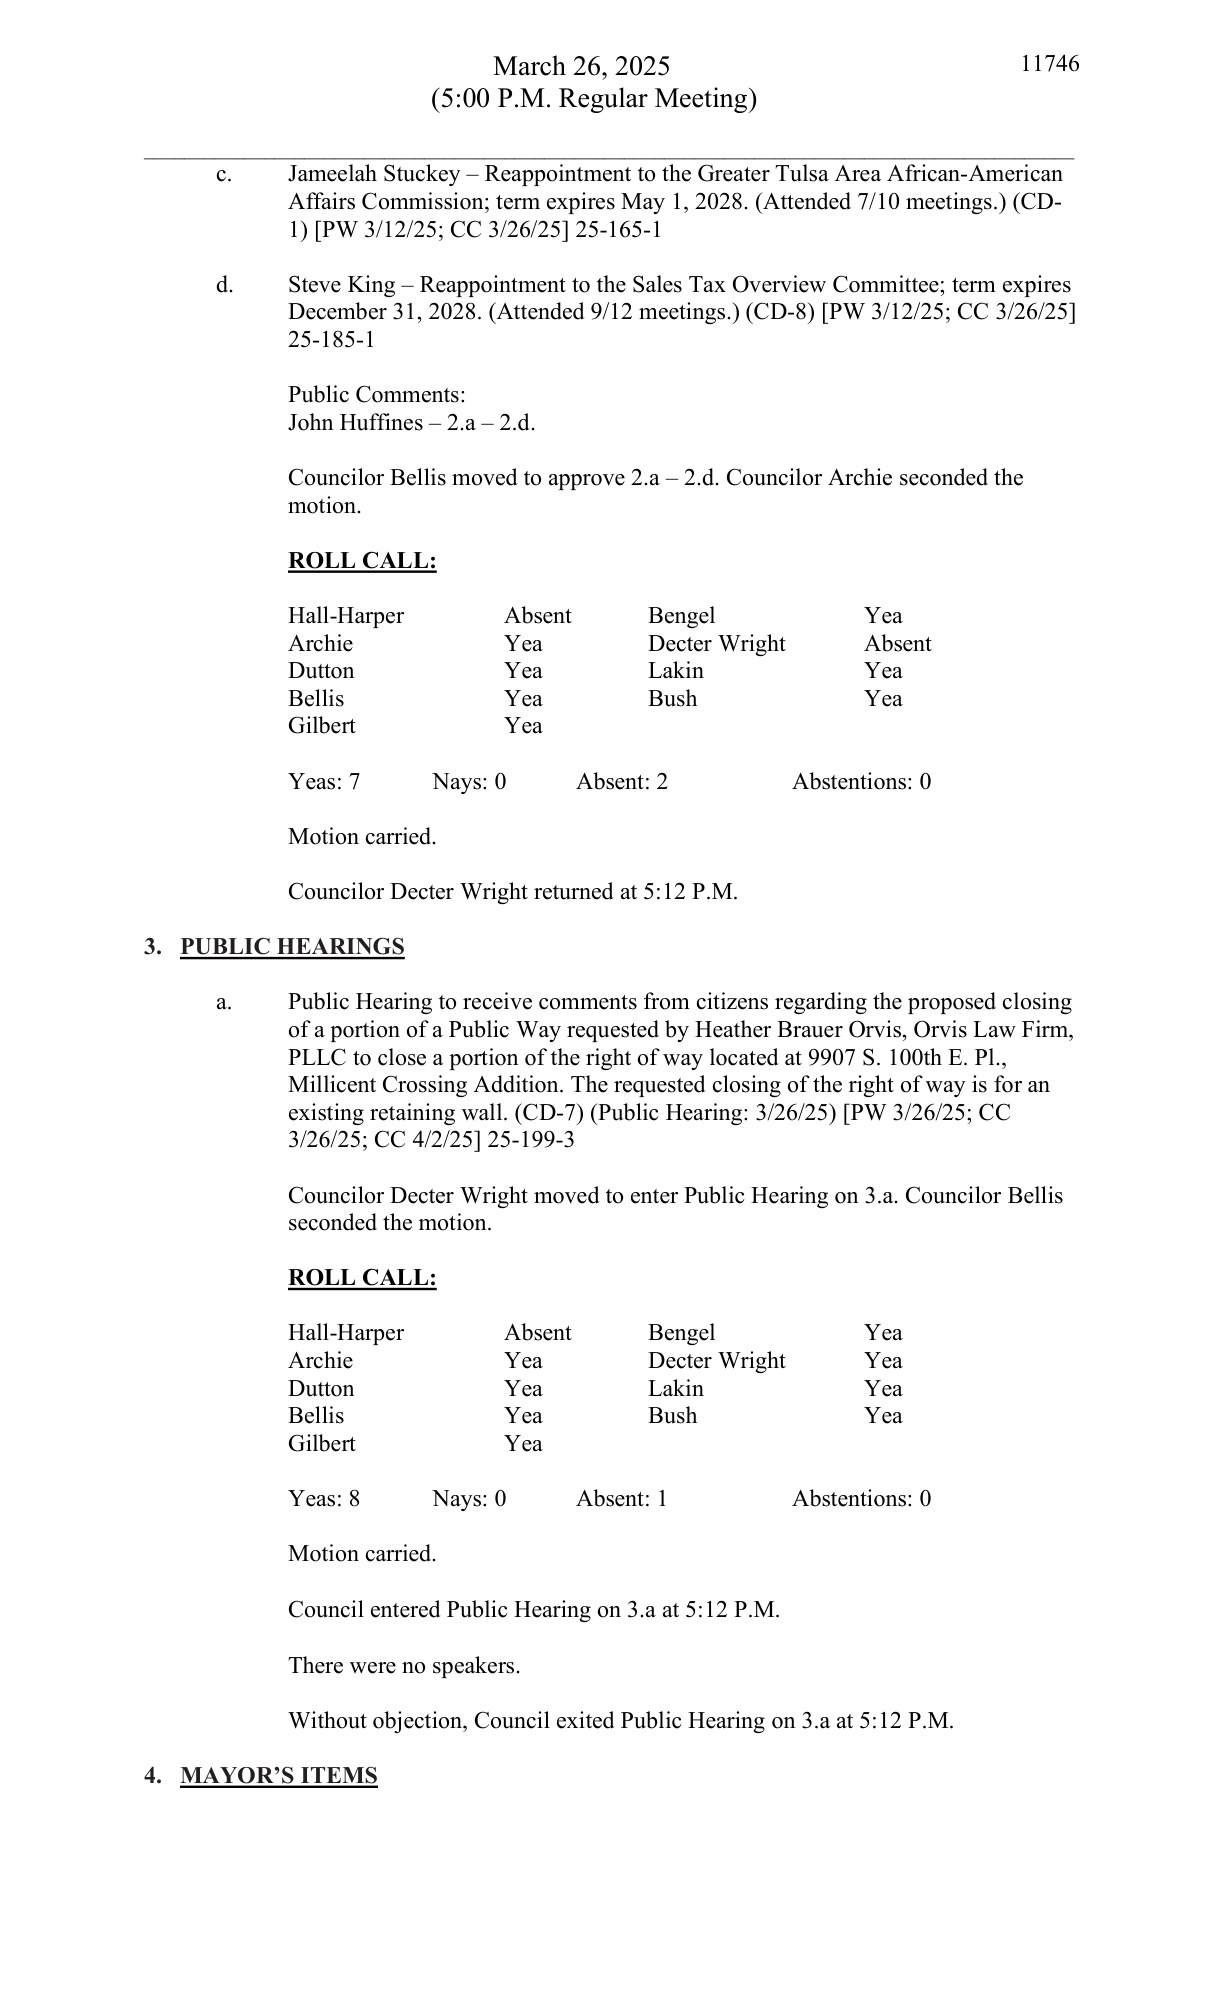 March 26, 2025
11746
(5:00 P.M. Regular Meeting)
c. Jameelah Stuckey – Reappointment to the Greater Tulsa Area African-American
Affairs Commission; term expires May 1, 2028. (Attended 7/10 meetings.) (CD-
1) [PW 3/12/25; CC 3/26/25] 25-165-1
d. Steve King – Reappointment to the Sales Tax Overview Committee; term expires
December 31, 2028. (Attended 9/12 meetings.) (CD-8) [PW 3/12/25; CC 3/26/25]
25-185-1
Public Comments:
John Huffines – 2.a – 2.d.
Councilor Bellis moved to approve 2.a – 2.d. Councilor Archie seconded the
motion.
ROLL CALL:
Hall-Harper Absent Bengel Yea
Archie Yea Decter Wright Absent
Dutton Yea Lakin Yea
Bellis Yea Bush Yea
Gilbert Yea
Yeas: 7 Nays: 0 Absent: 2 Abstentions: 0
Motion carried.
Councilor Decter Wright returned at 5:12 P.M.
3. PUBLIC HEARINGS
a. Public Hearing to receive comments from citizens regarding the proposed closing
of a portion of a Public Way requested by Heather Brauer Orvis, Orvis Law Firm,
PLLC to close a portion of the right of way located at 9907 S. 100th E. Pl.,
Millicent Crossing Addition. The requested closing of the right of way is for an
existing retaining wall. (CD-7) (Public Hearing: 3/26/25) [PW 3/26/25; CC
3/26/25; CC 4/2/25] 25-199-3
Councilor Decter Wright moved to enter Public Hearing on 3.a. Councilor Bellis
seconded the motion.
ROLL CALL:
Hall-Harper Absent Bengel Yea
Archie Yea Decter Wright Yea
Dutton Yea Lakin Yea
Bellis Yea Bush Yea
Gilbert Yea
Yeas: 8 Nays: 0 Absent: 1 Abstentions: 0
Motion carried.
Council entered Public Hearing on 3.a at 5:12 P.M.
There were no speakers.
Without objection, Council exited Public Hearing on 3.a at 5:12 P.M.
4. MAYOR’S ITEMS